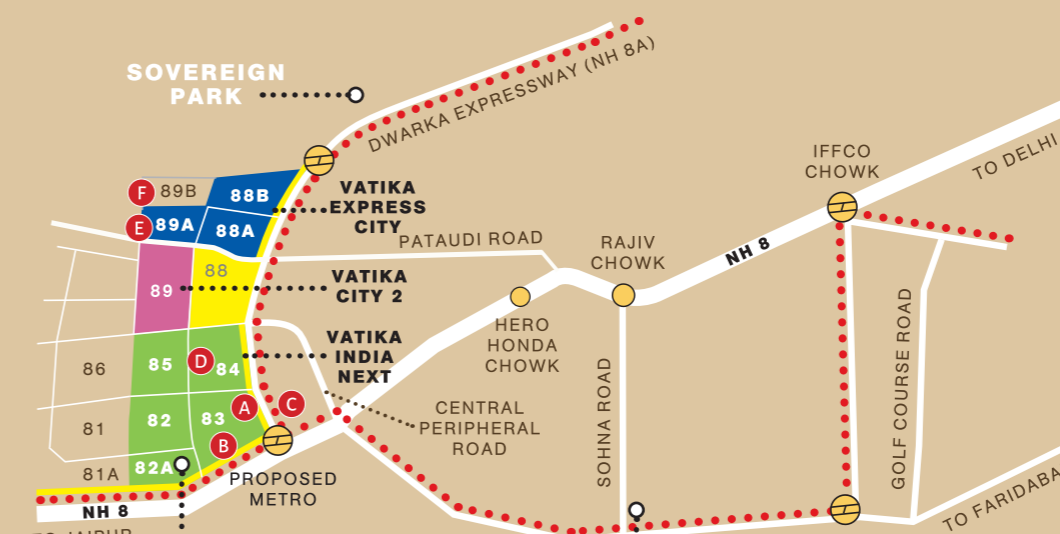 SOVEREIGN
PARK
DWARKA EXPRESSWAY (NH 8A)
IFFCO
CHOWK
TO DELHI
F
89B
88B
VATIKA
EXPRESS
CITY
E
89A
88A
PATAUDI ROAD
RAJIV
CHOWK
NH 8
88
89
VATIKA
CITY 2
HERO
HONDA
CHOWK
VATIKA
INDIA
NEXT
86
85
D
84
SOHNA ROAD
GOLF COURSE ROAD
A
C
CENTRAL
PERIPHERAL
ROAD
81
82
83
B
81A
82A
PROPOSED
METRO
NH 8
TO FARIDABA